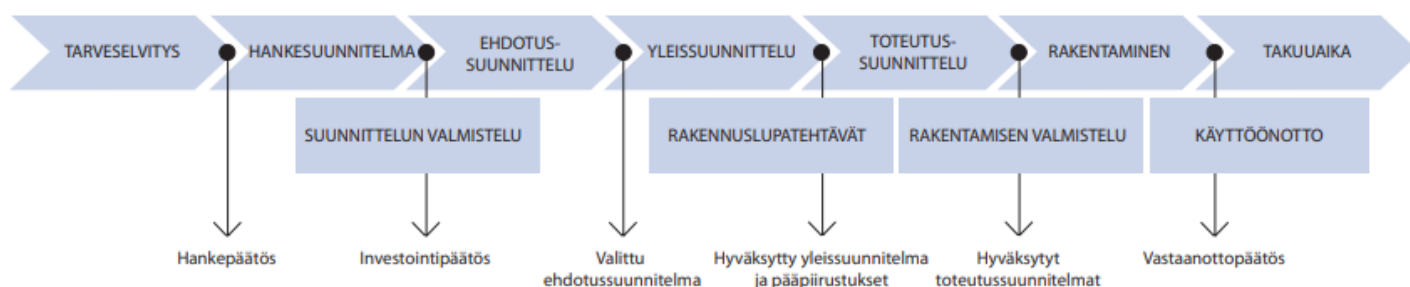 TARVESELVITYS
HANKESUUNNITELMA
EHDOTUS-
SUUNNITTELU
YLEISSUUNNITTELU
TOTEUTUS-
SUUNNITTELU
RAKENTAMINEN
TAKUUAIKA
SUUNNITTELUN VALMISTELU
RAKENNUSLUPATEHTÄVÄT
RAKENTAMISEN VALMISTELU
KÄYTTÖÖNOTTO
Hankepäätös
Investointipäätös
Valittu
ehdotussuunnitelma
Hyväksytty yleissuunnitelma
ja pääpiirustukset
Hyväksytyt
toteutussuunnitelmat
Vastaanottopäätös